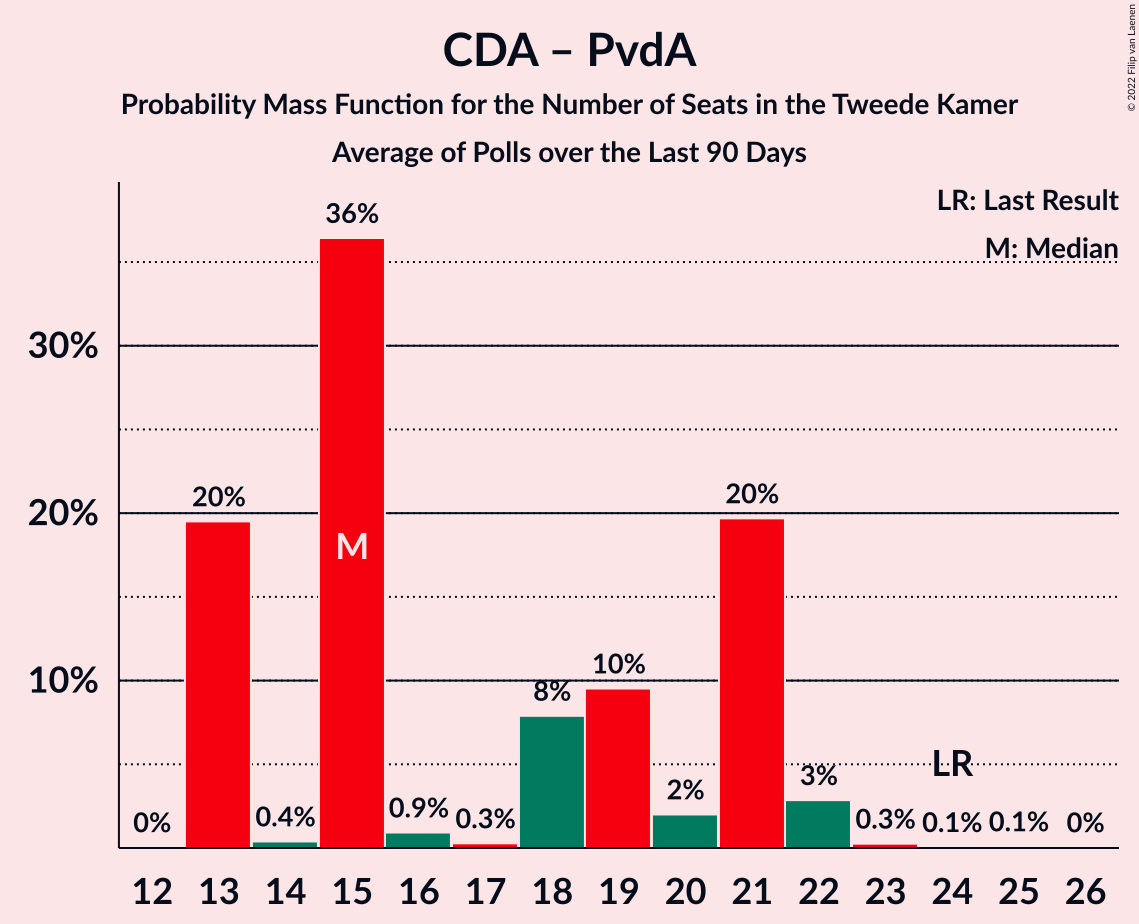 CDA – PvdA
Probability Mass Function for the Number of Seats in the Tweede Kamer
Average of Polls over the Last 90 Days
© 2022 Filip van Laenen
LR: Last Result
M: Median
36%
30%
20%
20%
20%
M
10%
10%
8%
LR
3%
2%
0%
0.4%
0.9%
0.3%
0.3%
0.1%
0.1%
0%
12 13 14 15 16 17 18 19 20 21 22 23 24 25 26